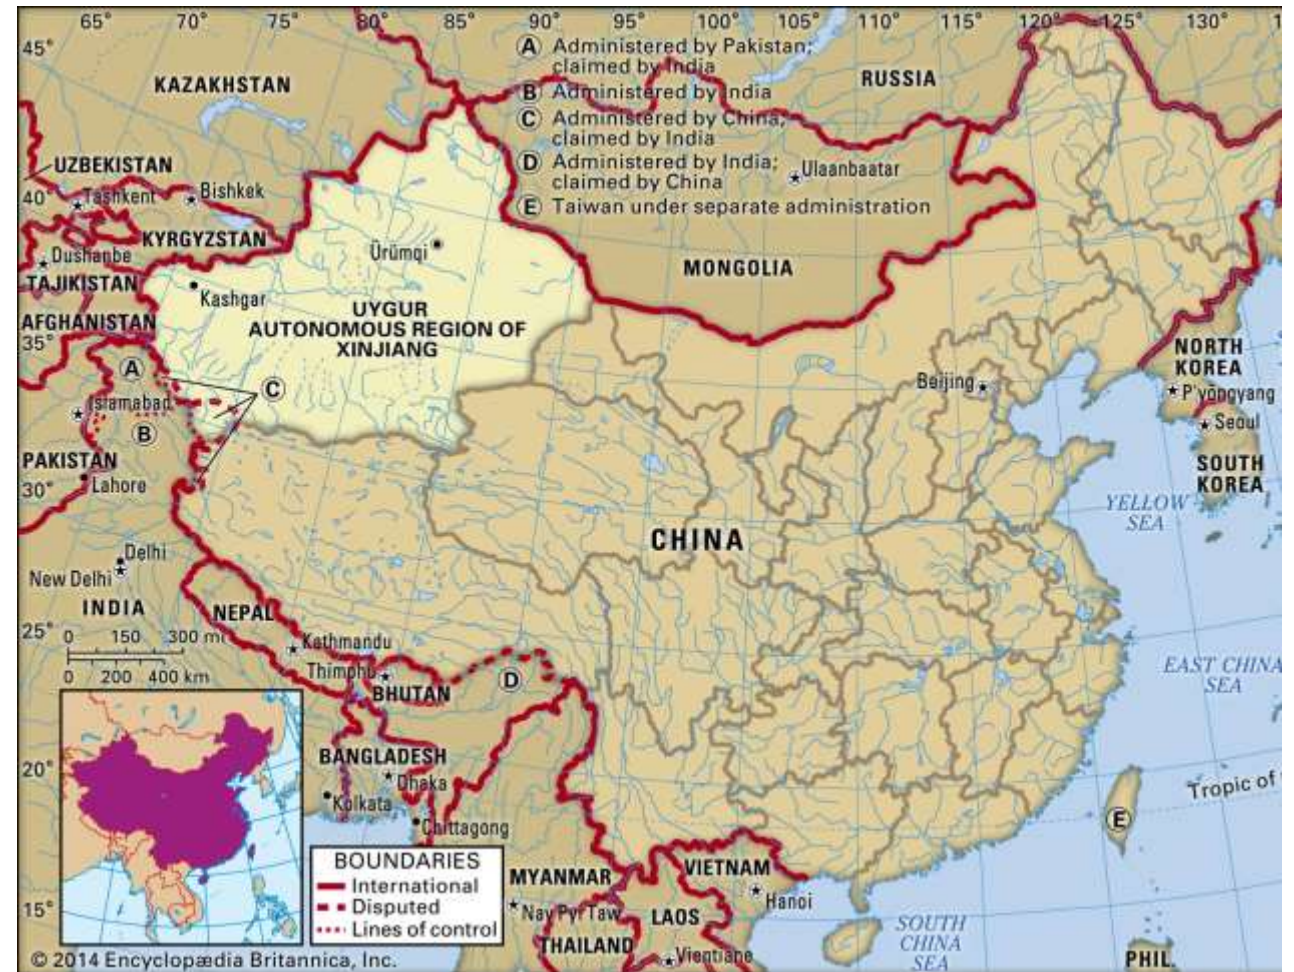 65° 70° 75° 80° 85° 90° 95° 100° 105° 110° 115° 120° 125° 130°
45°
40°
35°
30°
25°
20°
15°
Ⓐ Administered by Pakistan;
claimed by India
Ⓑ Administered by India
Ⓒ Administered by China;
claimed by India
Ⓓ Administered by India;
claimed by China
Ⓔ Taiwan under separate administration
KAZAKHSTAN
RUSSIA
UZBEKISTAN
Tashkent
Bishkek
Ulaanbaatar
KYRGYZSTAN
Dushanbe
TAJIKISTAN
Ürümqi
MONGOLIA
Kashgar
UYGUR
AUTONOMOUS REGION OF
XINJIANG
AFGHANISTAN
NORTH
KOREA
P'yŏngyang
Beijing
Seoul
SOUTH
KOREA
Ⓐ
Ⓒ
Islamabad
Ⓑ
PAKISTAN
Lahore
YELLOW
SEA
CHINA
Delhi
New Delhi
INDIA
NEPAL
0 150 300 mi
0 200 400 km
Kathmandu
Thimphu
BHUTAN
Ⓓ
EAST CHINA
SEA
BANGLADESH
Dhaka
Kolkata
Chittagong
Tropic of
Ⓔ
BOUNDARIES
International
Disputed
Lines of control
MYANMAR
Nay Pyi Taw
VIETNAM
Hanoi
LAOS
THAILAND
Vientiane
SOUTH
CHINA
SEA
PHIL.
© 2014 Encyclopædia Britannica, Inc.